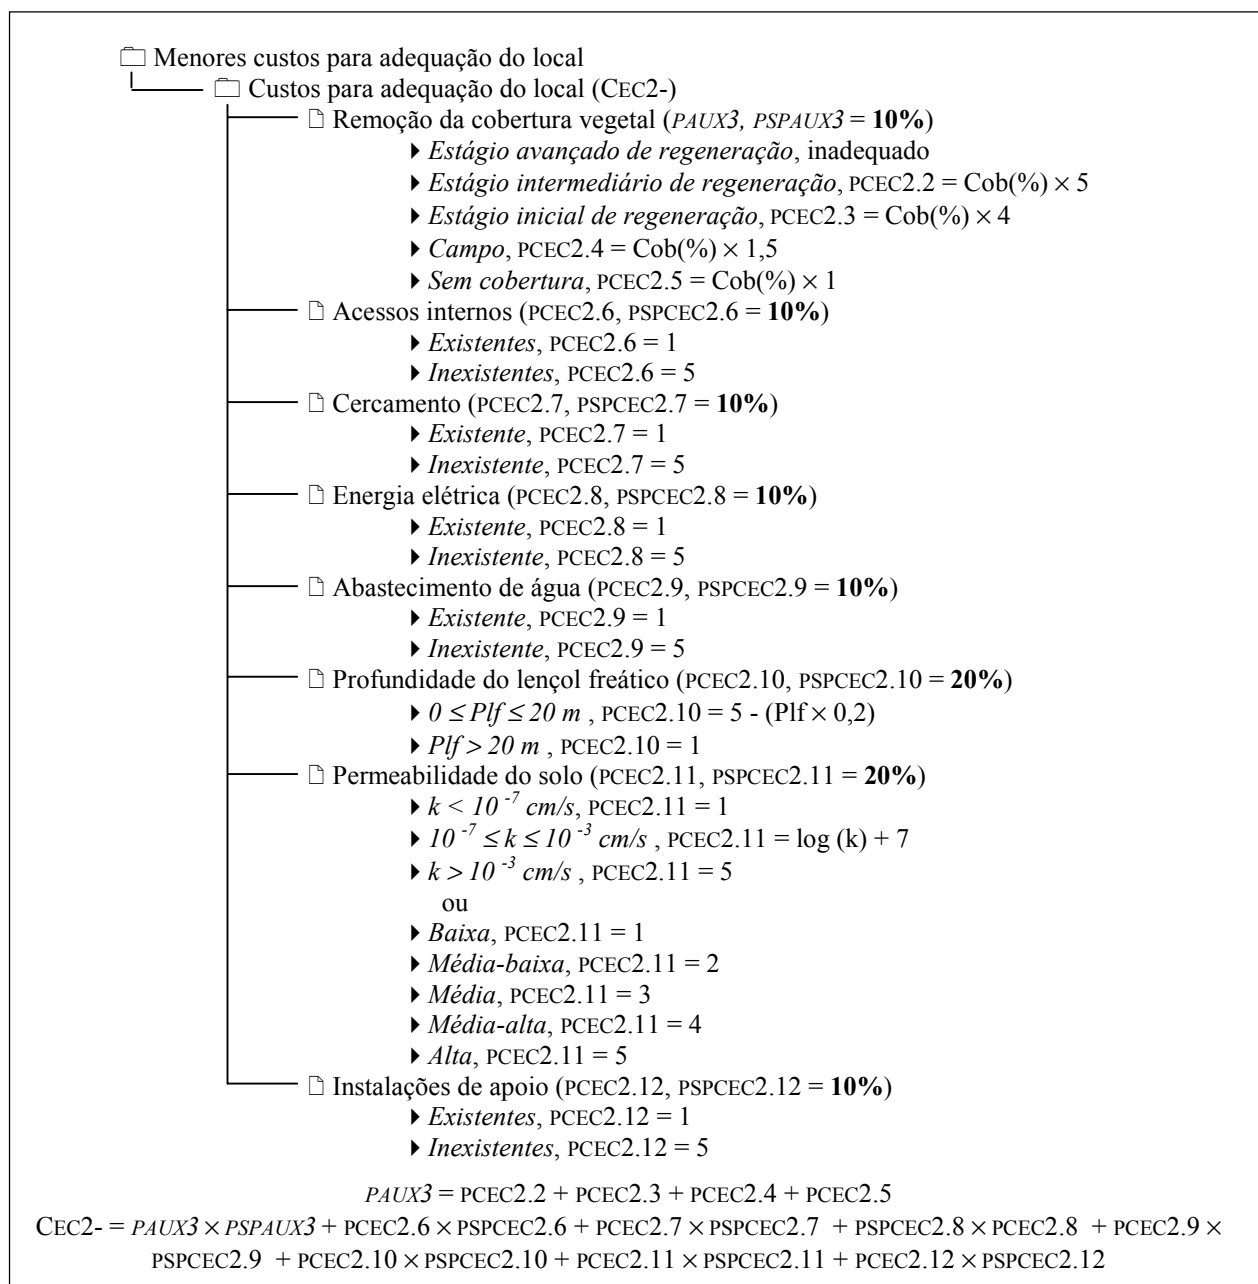 Menores custos para adequação do local
Custos para adequação do local (CEC2-)
Remoção da cobertura vegetal (PAUX3, PSPAUX3 = 10%)
Estágio avançado de regeneração, inadequado
Estágio intermediário de regeneração, PCEC2.2 = Cob(%) × 5
Estágio inicial de regeneração, PCEC2.3 = Cob(%) × 4
Campo, PCEC2.4 = Cob(%) × 1,5
Sem cobertura, PCEC2.5 = Cob(%) × 1
Acessos internos (PCEC2.6, PSPCEC2.6 = 10%)
Existentes, PCEC2.6 = 1
Inexistentes, PCEC2.6 = 5
Cercamento (PCEC2.7, PSPCEC2.7 = 10%)
Existente, PCEC2.7 = 1
Inexistente, PCEC2.7 = 5
Energia elétrica (PCEC2.8, PSPCEC2.8 = 10%)
Existente, PCEC2.8 = 1
Inexistente, PCEC2.8 = 5
Abastecimento de água (PCEC2.9, PSPCEC2.9 = 10%)
Existente, PCEC2.9 = 1
Inexistente, PCEC2.9 = 5
Profundidade do lençol freático (PCEC2.10, PSPCEC2.10 = 20%)
0 ≤ Plf ≤ 20 m , PCEC2.10 = 5 - (Plf × 0,2)
Plf > 20 m , PCEC2.10 = 1
Permeabilidade do solo (PCEC2.11, PSPCEC2.11 = 20%)
k < 10 -7 cm/s, PCEC2.11 = 1
10 -7 ≤ k ≤ 10 -3 cm/s , PCEC2.11 = log (k) + 7
k > 10 -3 cm/s , PCEC2.11 = 5
ou
Baixa, PCEC2.11 = 1
Média-baixa, PCEC2.11 = 2
Média, PCEC2.11 = 3
Média-alta, PCEC2.11 = 4
Alta, PCEC2.11 = 5
Instalações de apoio (PCEC2.12, PSPCEC2.12 = 10%)
Existentes, PCEC2.12 = 1
Inexistentes, PCEC2.12 = 5
PAUX3 = PCEC2.2 + PCEC2.3 + PCEC2.4 + PCEC2.5
CEC2- = PAUX3 × PSPAUX3 + PCEC2.6 × PSPCEC2.6 + PCEC2.7 × PSPCEC2.7 + PSPCEC2.8 × PCEC2.8 + PCEC2.9 ×
PSPCEC2.9 + PCEC2.10 × PSPCEC2.10 + PCEC2.11 × PSPCEC2.11 + PCEC2.12 × PSPCEC2.12